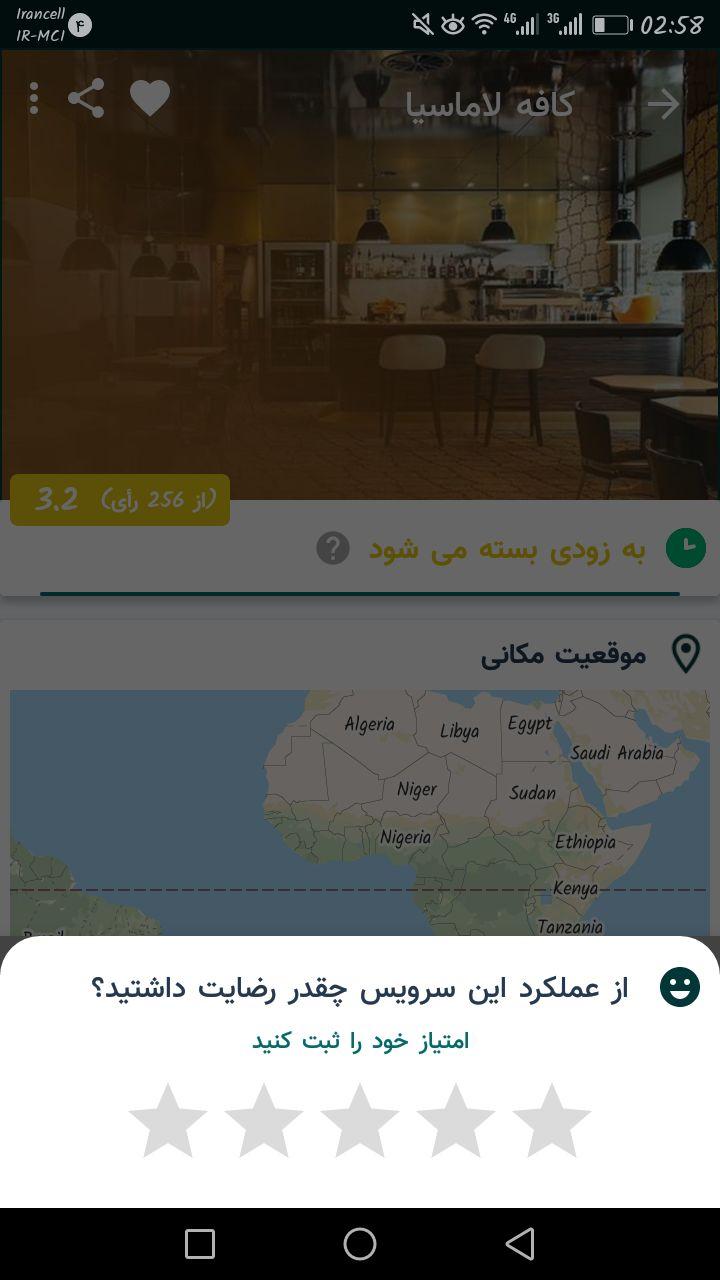 Irancell
IR-MCI
۴
4G
3G
02:58
کافه لاماسیا
3.2 (از 256 رأی)
به زودی بسته می شود
?
موقعیت مکانی
Algeria
Libya
Egypt
Saudi Arabia
Niger
Sudan
Nigeria
Ethiopia
Kenya
Tanzania
Brazil
از عملکرد این سرویس چقدر رضایت داشتید؟
امتیاز خود را ثبت کنید